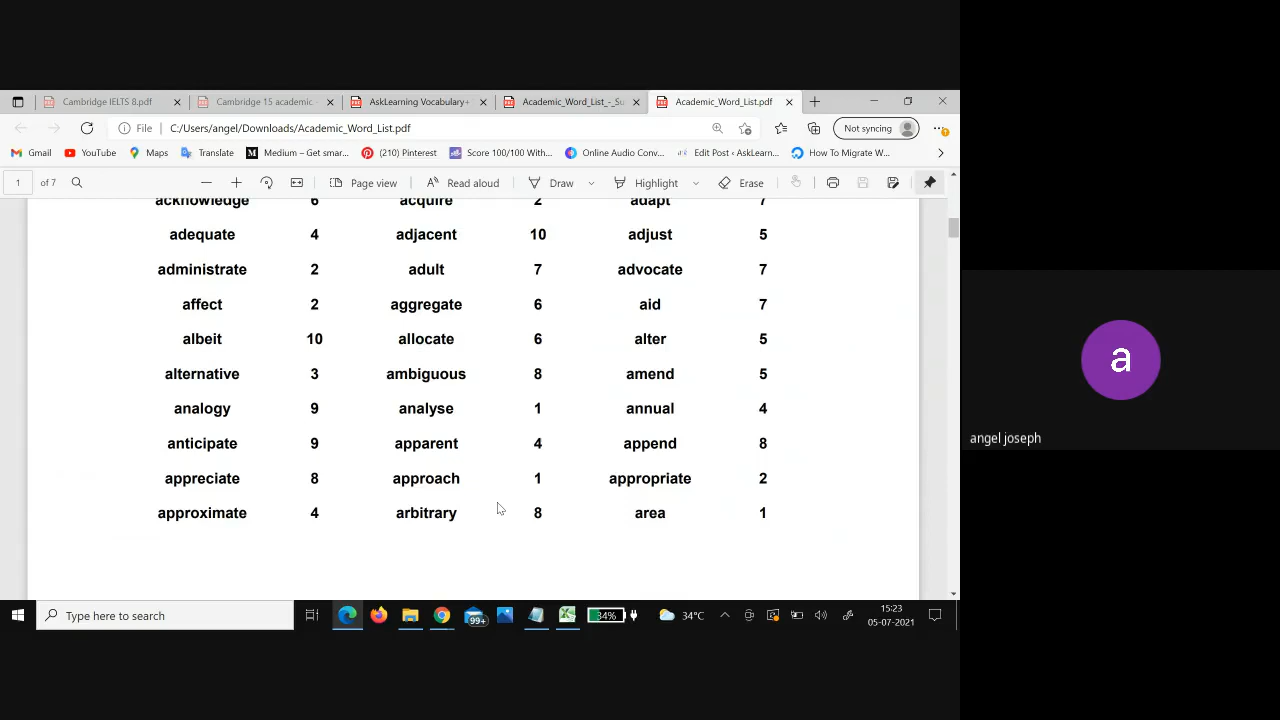 Cambridge IELTS 8.pdf
Cambridge 15 academic -
AskLearning Vocabulary+
Academic_Word_List_-_Su
Academic_Word_List.pdf
File C:/Users/angel/Downloads/Academic_Word_List.pdf
Not syncing
Gmail YouTube Maps Translate Medium – Get smar... (210) Pinterest Score 100/100 With... Online Audio Conv... Edit Post ‹ AskLearn... How To Migrate W...
1 of 7 Page view Read aloud Draw Highlight Erase
acknowledge 6 acquire 2 adapt 7
adequate 4 adjacent 10 adjust 5
administrate 2 adult 7 advocate 7
affect 2 aggregate 6 aid 7
albeit 10 allocate 6 alter 5
alternative 3 ambiguous 8 amend 5
analogy 9 analyse 1 annual 4
anticipate 9 apparent 4 append 8
appreciate 8 approach 1 appropriate 2
approximate 4 arbitrary 8 area 1
a
angel joseph
Type here to search
99+
34%
34°C
15:23
05-07-2021